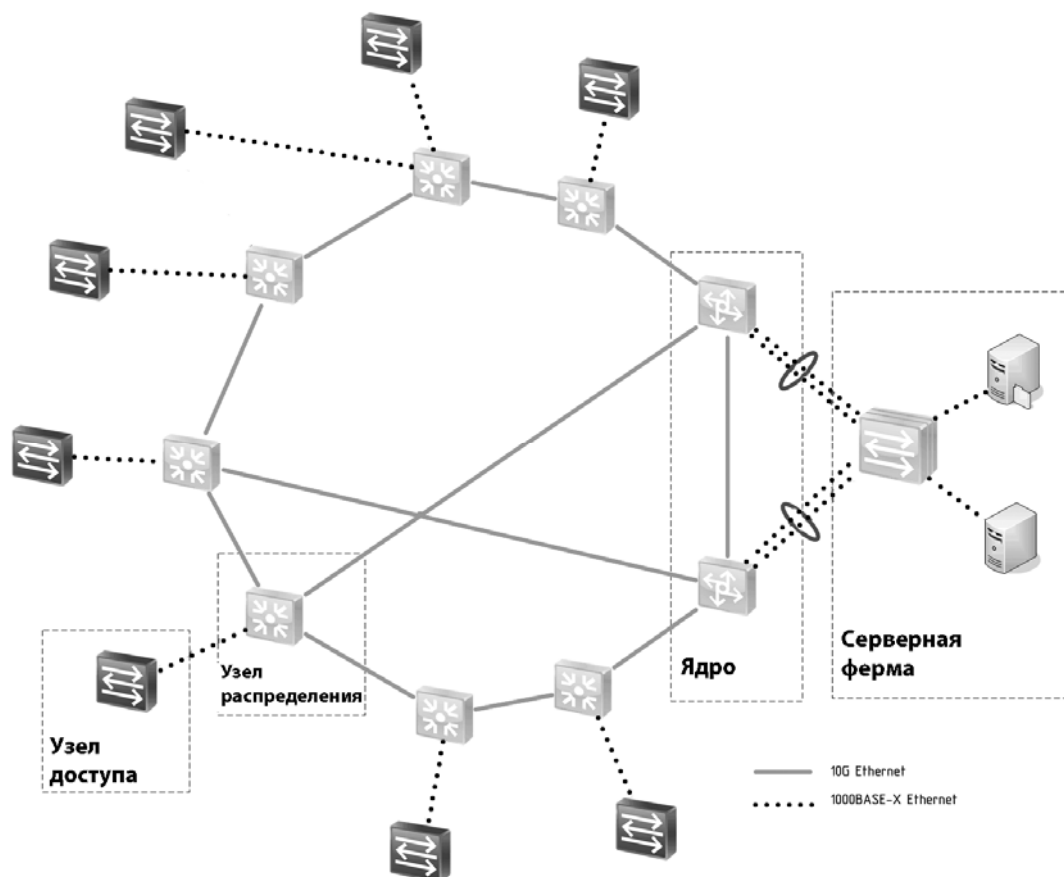 Узел
распределения
Ядро
Серверная
ферма
Узел
доступа
10G Ethernet
1000BASE-X Ethernet